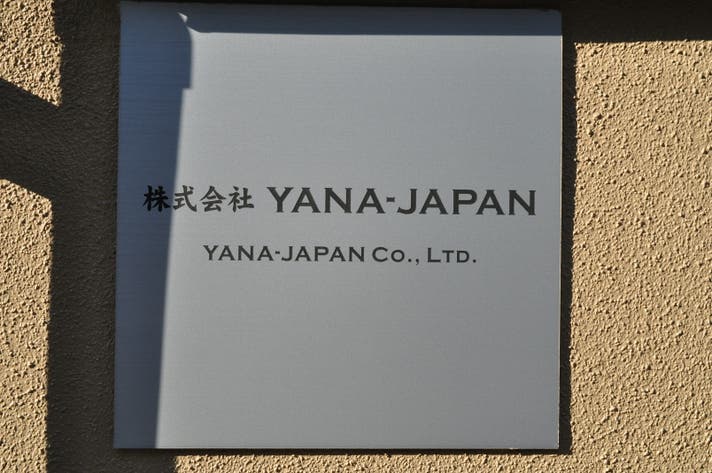 株式会社 YANA-JAPAN
YANA-JAPAN CO., LTD.